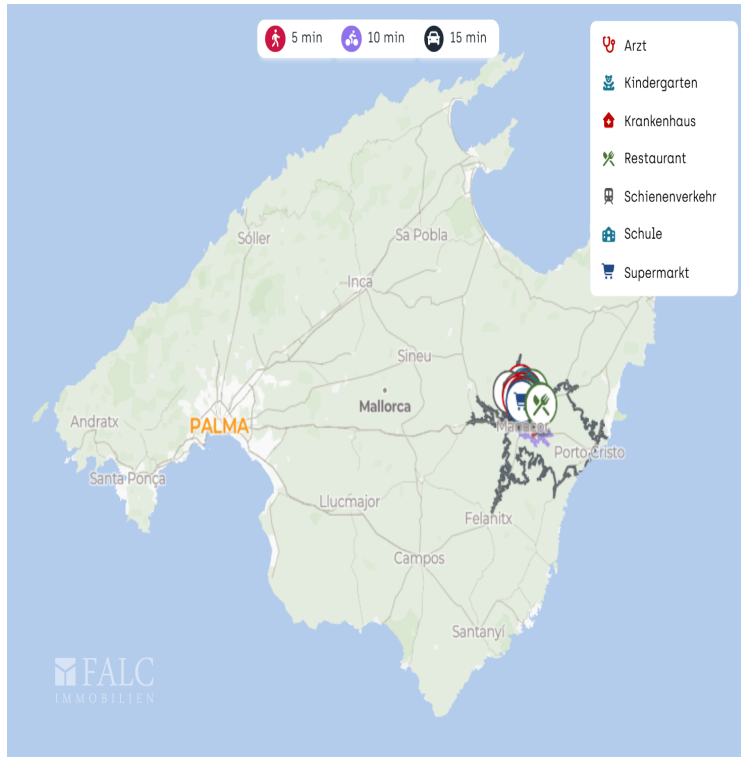 5 min
10 min
15 min
Arzt
Kindergarten
Krankenhaus
Restaurant
Schienenverkehr
Schule
Supermarkt
Sóller
Sa Pobla
Inca
Sineu
Mallorca
Andratx
PALMA
Manacor
Santa Ponça
Porto Cristo
Llucmajor
Felanitx
Campos
Santanyí
FALC
IMMOBILIEN